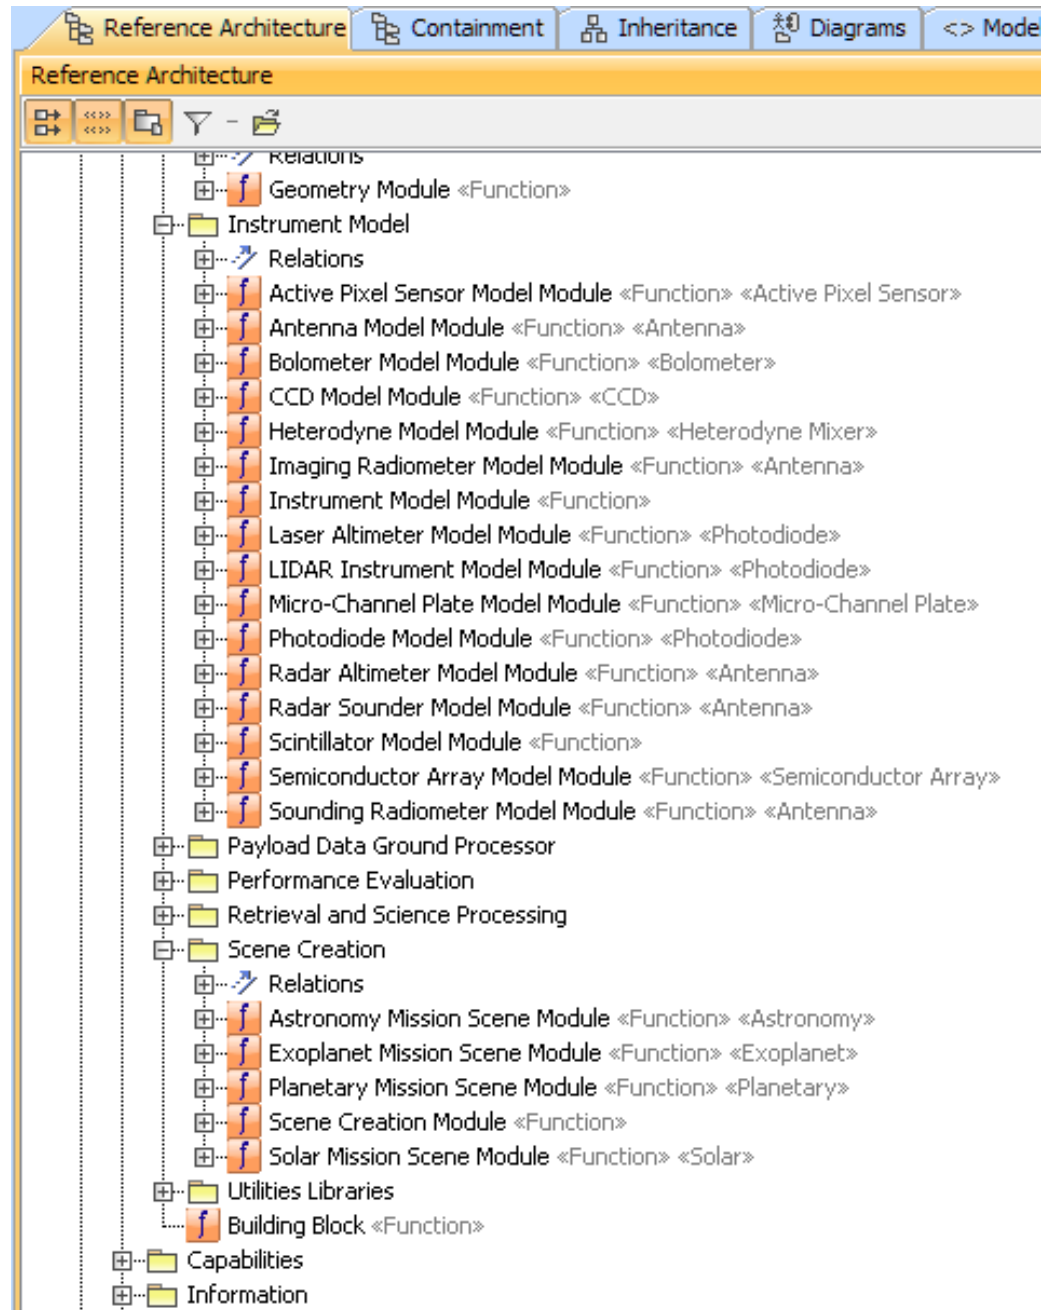 Reference Architecture Containment Inheritance Diagrams <> Model
Reference Architecture
Relations
Geometry Module «Function»
Instrument Model
Relations
Active Pixel Sensor Model Module «Function» «Active Pixel Sensor»
Antenna Model Module «Function» «Antenna»
Bolometer Model Module «Function» «Bolometer»
CCD Model Module «Function» «CCD»
Heterodyne Model Module «Function» «Heterodyne Mixer»
Imaging Radiometer Model Module «Function» «Antenna»
Instrument Model Module «Function»
Laser Altimeter Model Module «Function» «Photodiode»
LIDAR Instrument Model Module «Function» «Photodiode»
Micro-Channel Plate Model Module «Function» «Micro-Channel Plate»
Photodiode Model Module «Function» «Photodiode»
Radar Altimeter Model Module «Function» «Antenna»
Radar Sounder Model Module «Function» «Antenna»
Scintillator Model Module «Function»
Semiconductor Array Model Module «Function» «Semiconductor Array»
Sounding Radiometer Model Module «Function» «Antenna»
Payload Data Ground Processor
Performance Evaluation
Retrieval and Science Processing
Scene Creation
Relations
Astronomy Mission Scene Module «Function» «Astronomy»
Exoplanet Mission Scene Module «Function» «Exoplanet»
Planetary Mission Scene Module «Function» «Planetary»
Scene Creation Module «Function»
Solar Mission Scene Module «Function» «Solar»
Utilities Libraries
Building Block «Function»
Capabilities
Information